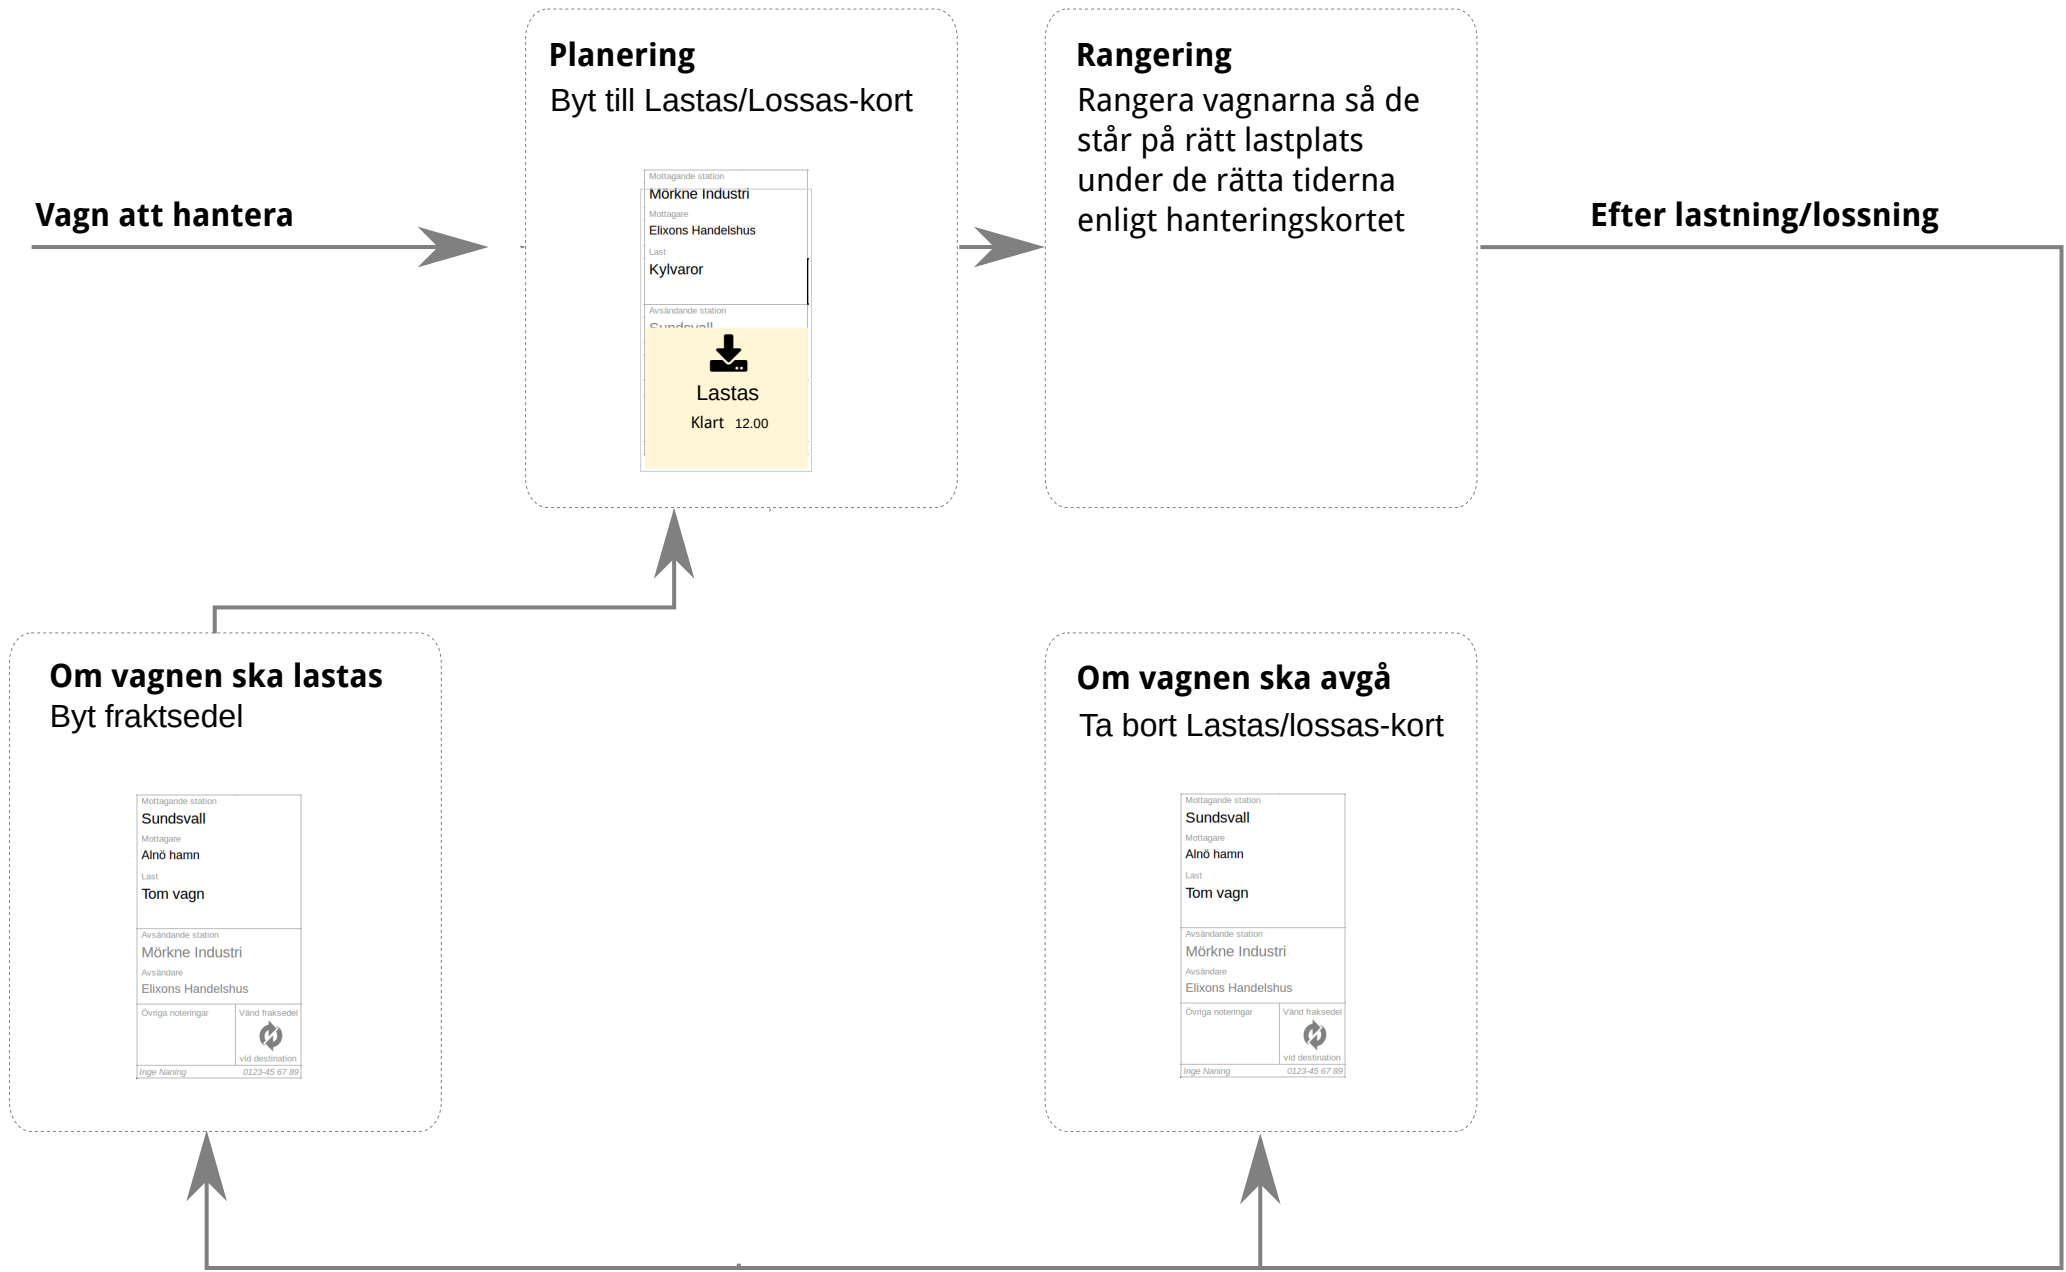 Planering
Byt till Lastas/Lossas-kort
Mottagande station
Mörkne Industri
Mottagare
Elixons Handelshus
Last
Kylvaror
Avsändande station
Sundsvall
Lastas
Klart 12.00
Rangering
Rangera vagnarna så de
står på rätt lastplats
under de rätta tiderna
enligt hanteringskortet
Vagn att hantera
Efter lastning/lossning
Om vagnen ska lastas
Byt fraktsedel
Mottagande station
Sundsvall
Mottagare
Alnö hamn
Last
Tom vagn
Avsändande station
Mörkne Industri
Avsändare
Elixons Handelshus
Övriga noteringar
Vänd fraksedel
vid destination
Inge Naning 0123-45 67 89
Om vagnen ska avgå
Ta bort Lastas/lossas-kort
Mottagande station
Sundsvall
Mottagare
Alnö hamn
Last
Tom vagn
Avsändande station
Mörkne Industri
Avsändare
Elixons Handelshus
Övriga noteringar
Vänd fraksedel
vid destination
Inge Naning 0123-45 67 89